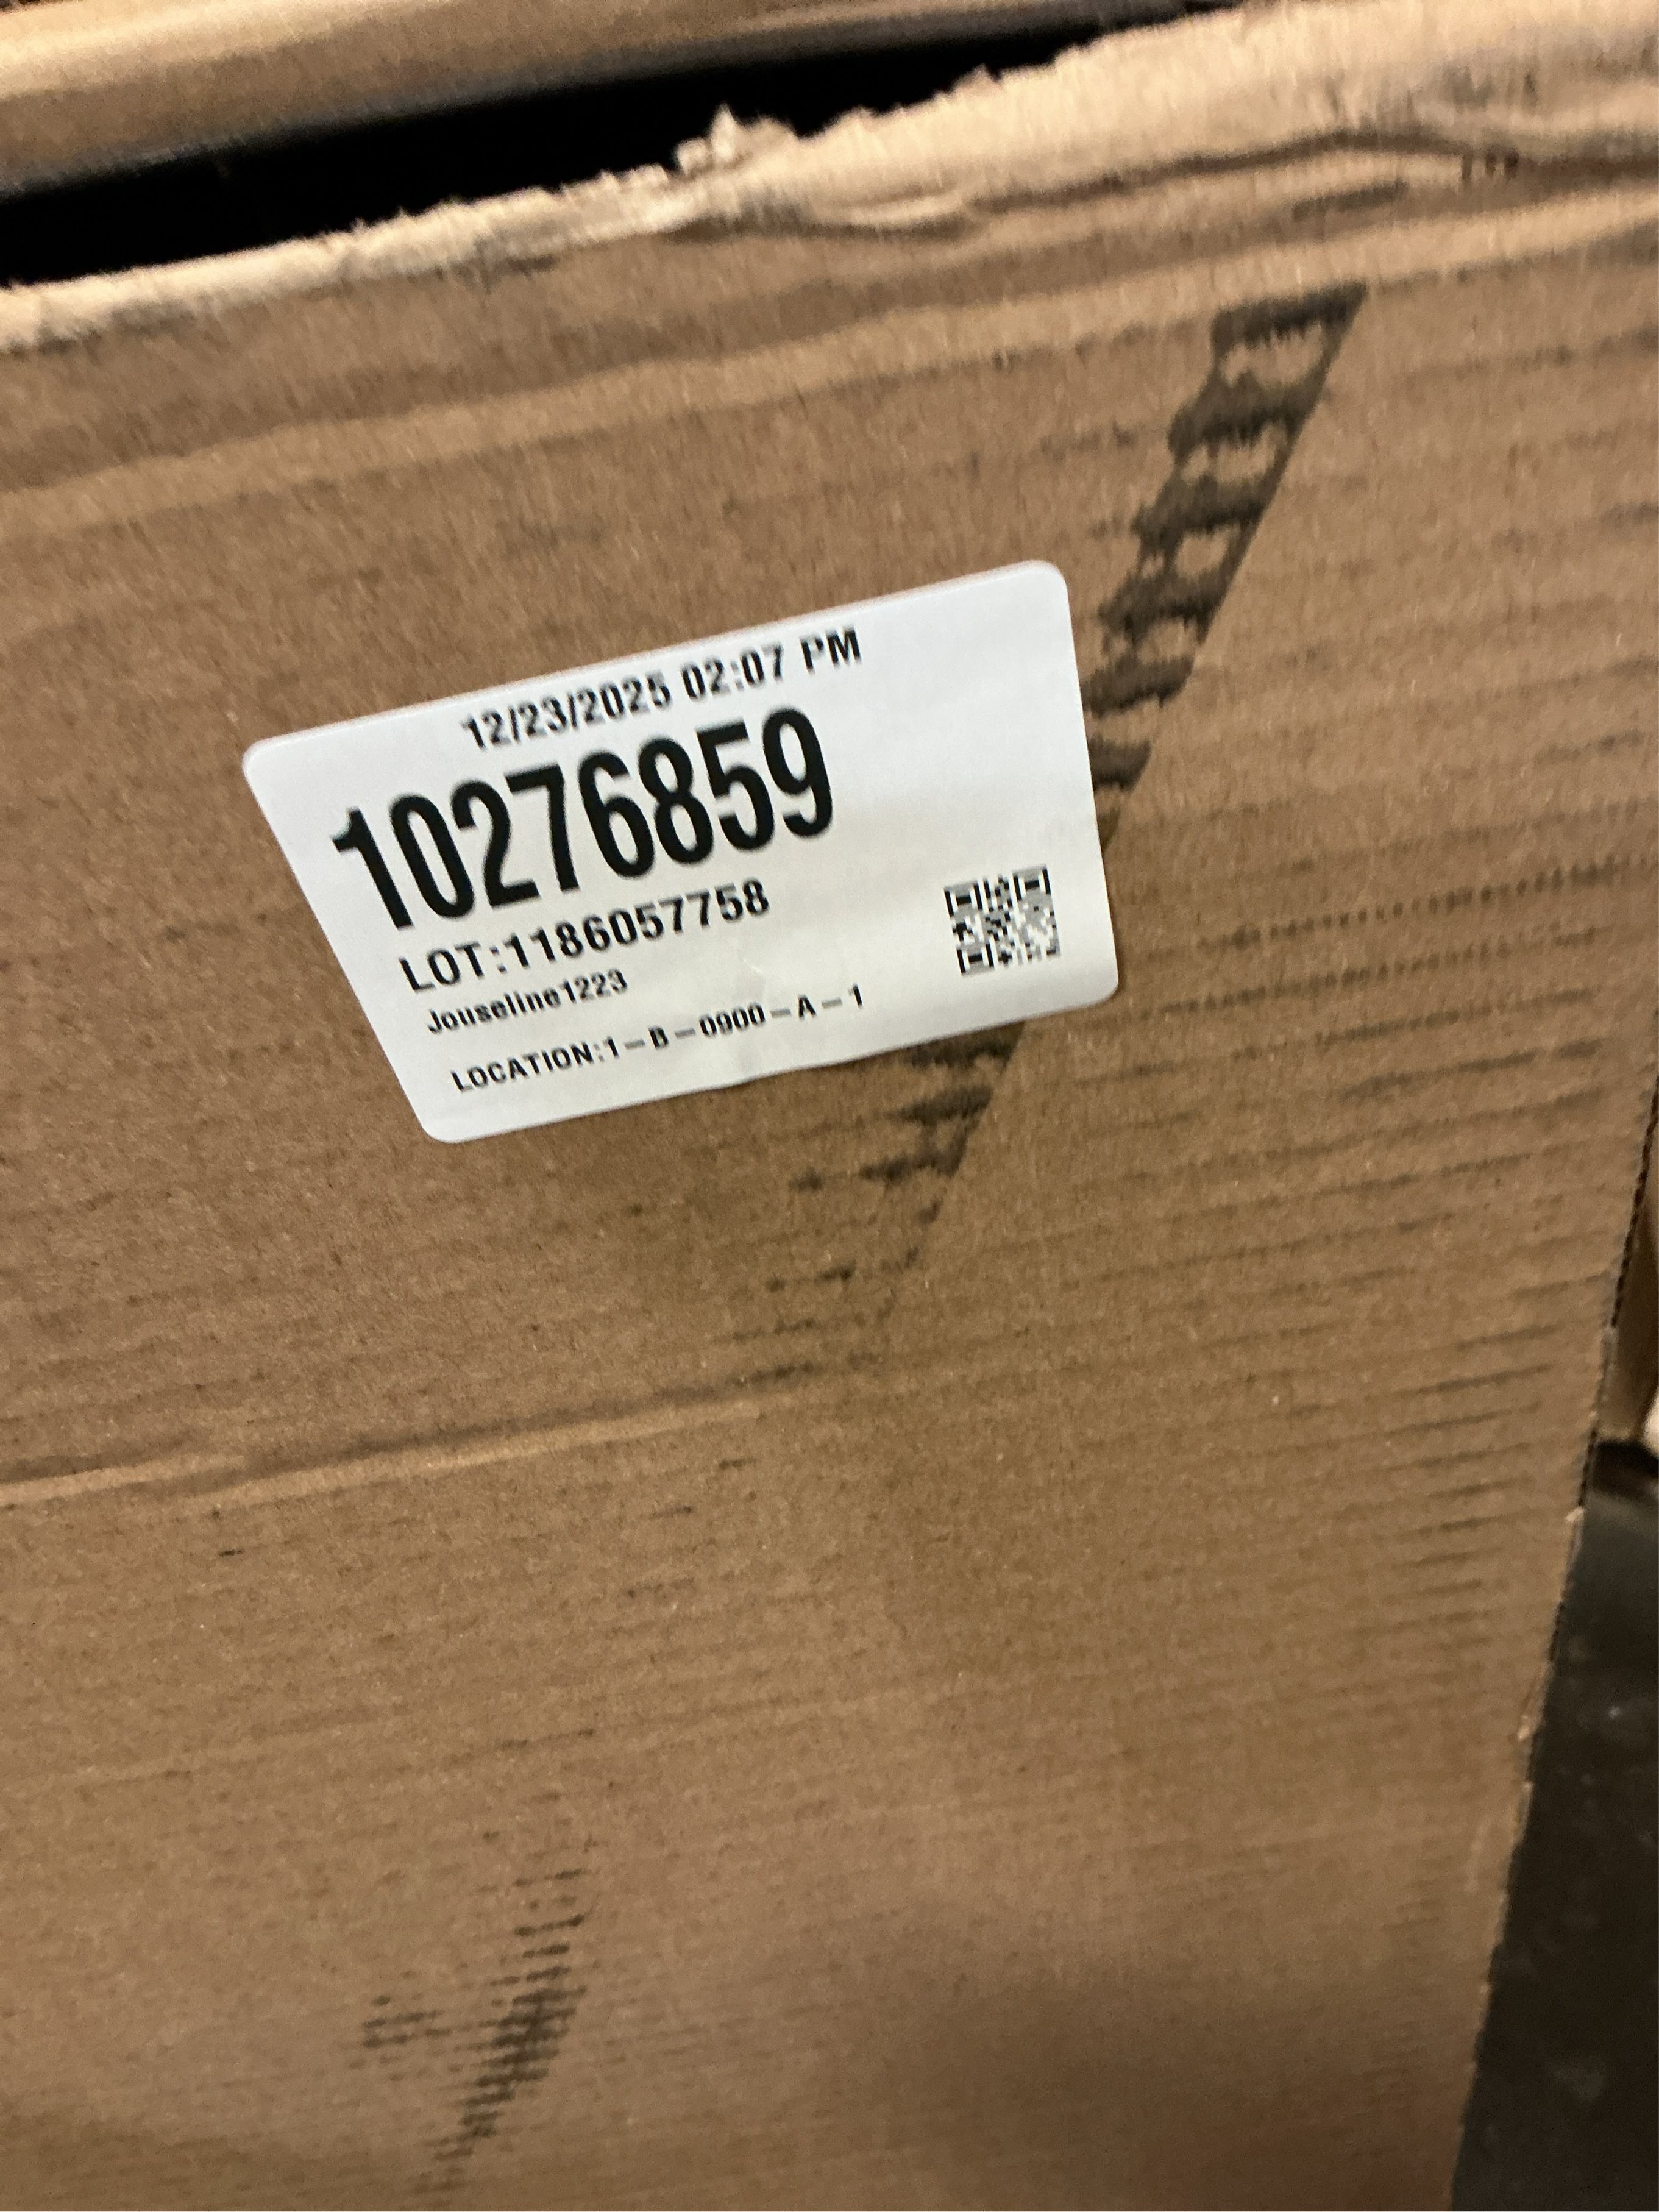 12/23/2025 02:07 PM
10276859
LOT:1186057758
Jouseline1223
LOCATION:1-B-0900-A-1